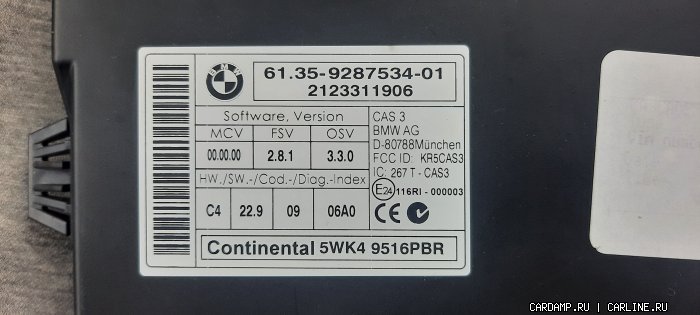 BMW
61.35-9287534-01
2123311906
Software, Version
MCV FSV OSV
00.00.00 2.8.1 3.3.0
HW./SW.-/Cod.-/Diag.-Index
C4 22.9 09 06A0
CAS 3
BMW AG
D-80788München
FCC ID: KR5CAS3
IC: 267 T - CAS3
E24 116RI - 000003
CE
Continental 5WK4 9516PBR
CARDAMP.RU | CARLINE.RU